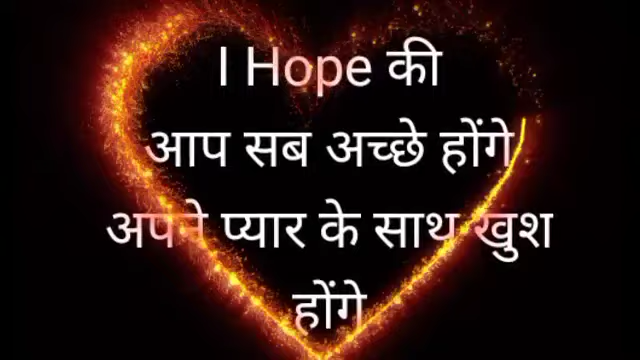 I Hope की
आप सब अच्छे होंगे
अपने प्यार के साथ खुश
होंगे